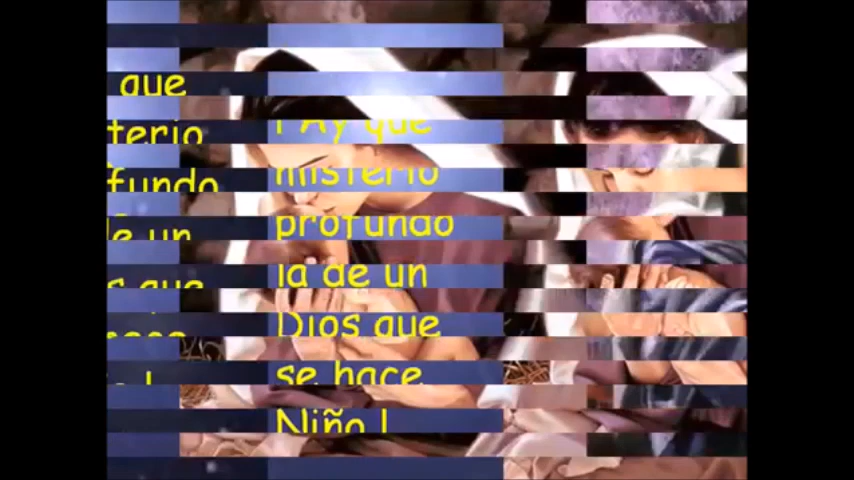 ¡ Ay que
misterio
profundo
la de un
Dios que
se hace
Niño !